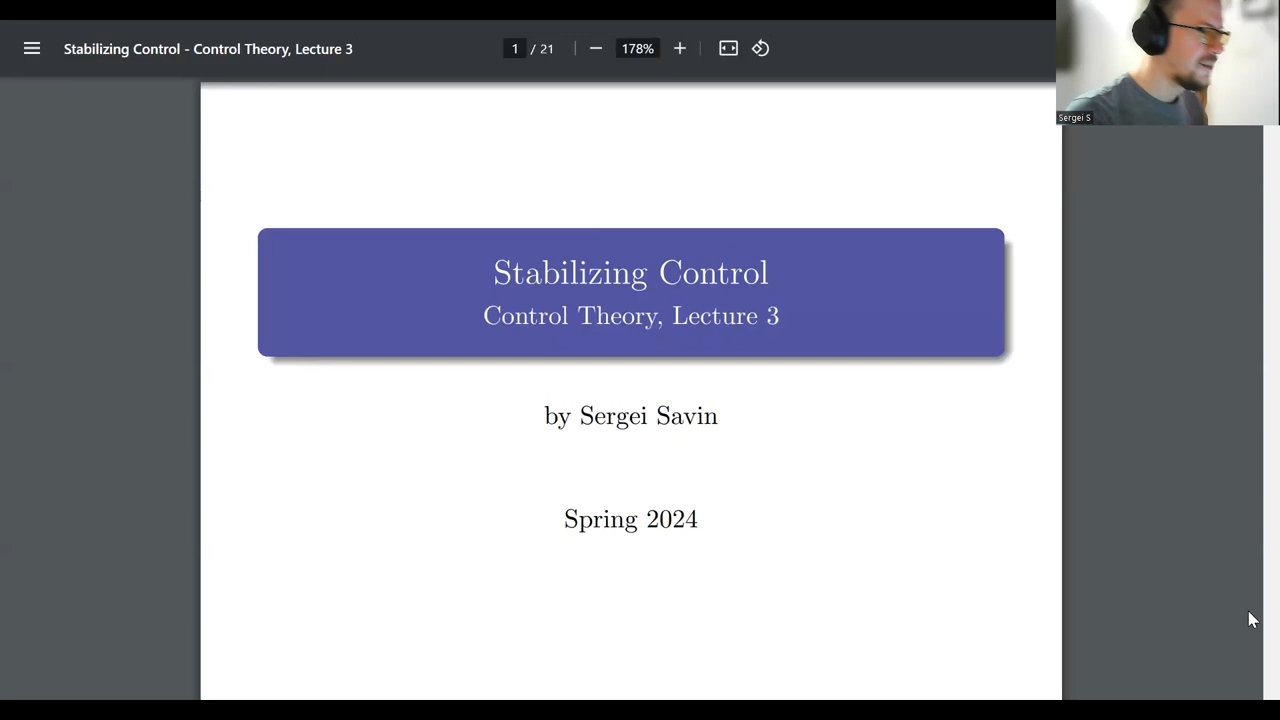 Stabilizing Control - Control Theory, Lecture 3
1 / 21
178%
Sergei S
Stabilizing Control
Control Theory, Lecture 3
by Sergei Savin
Spring 2024